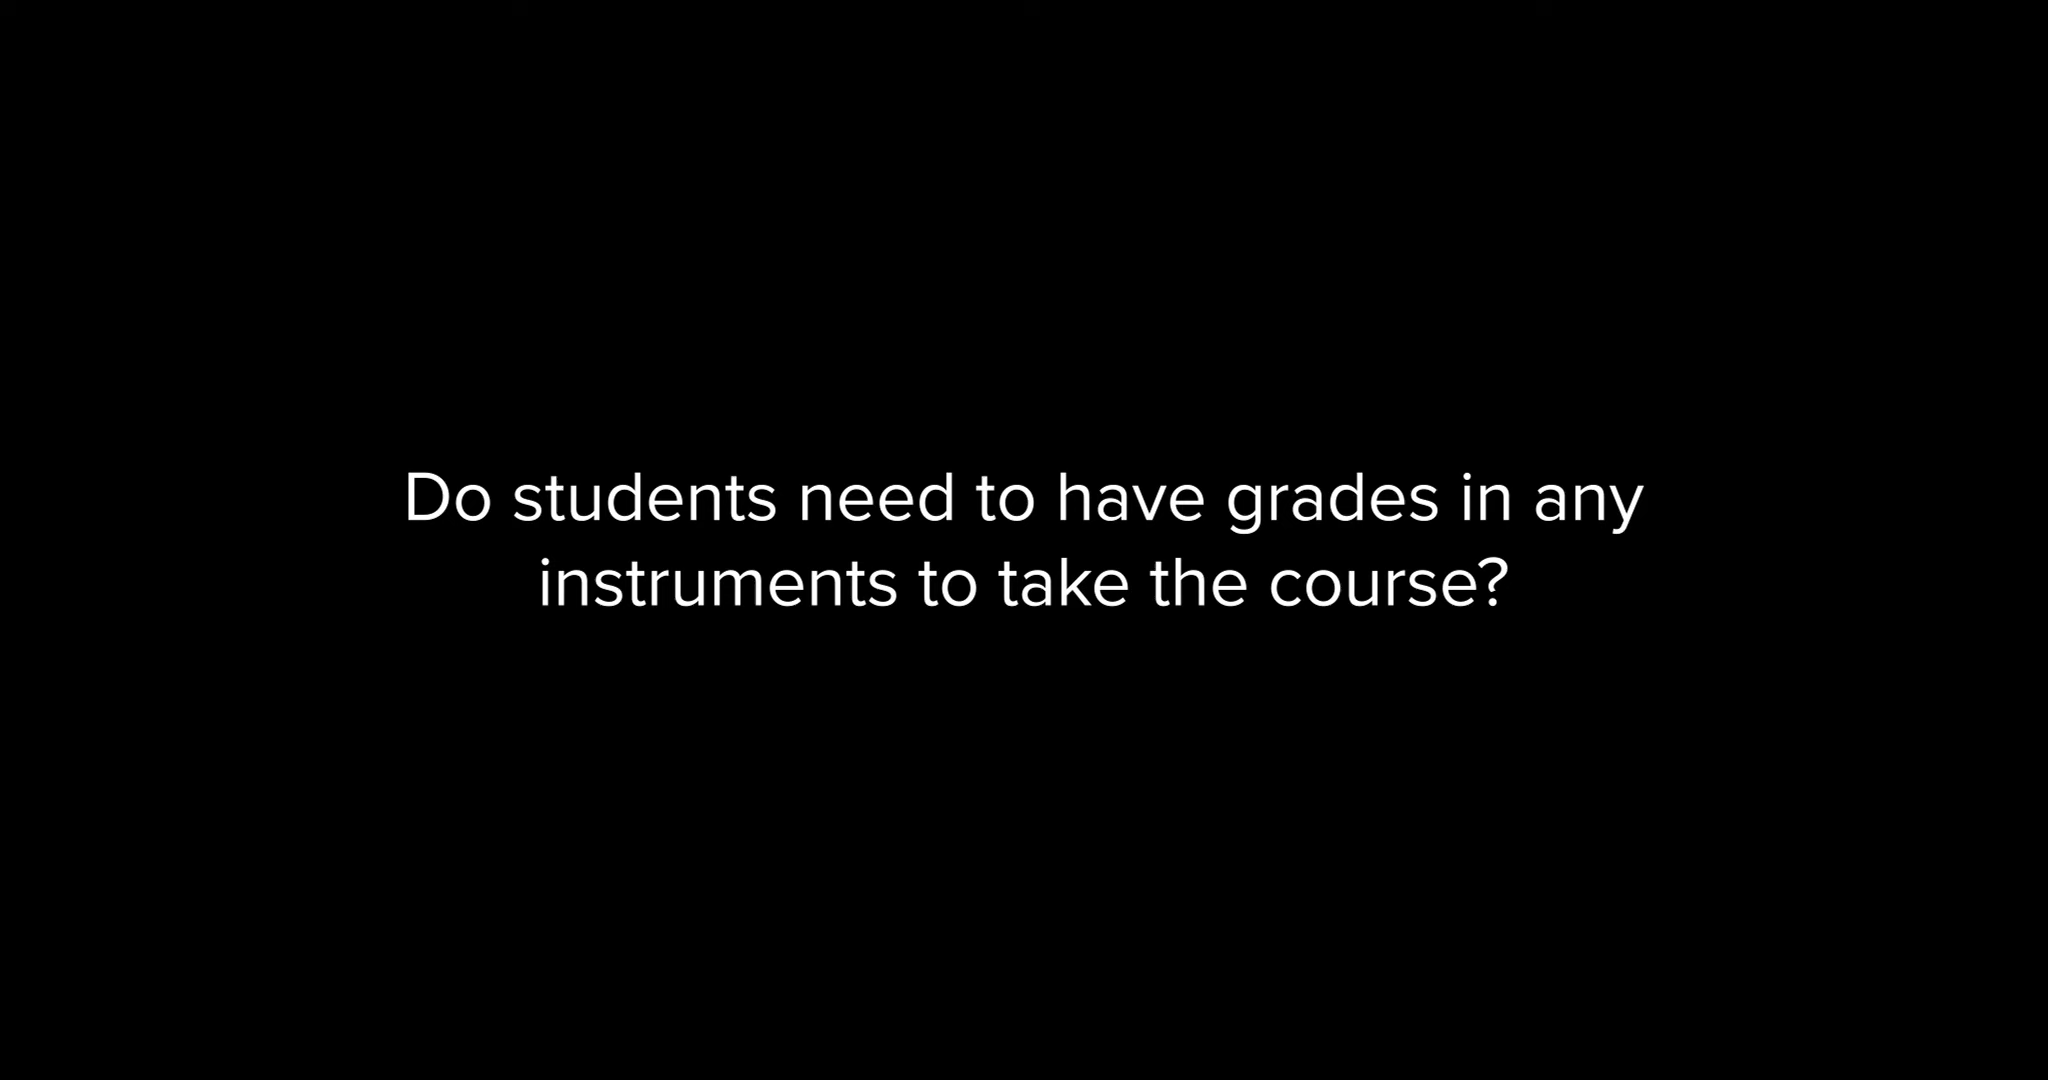 Do students need to have grades in any
instruments to take the course?